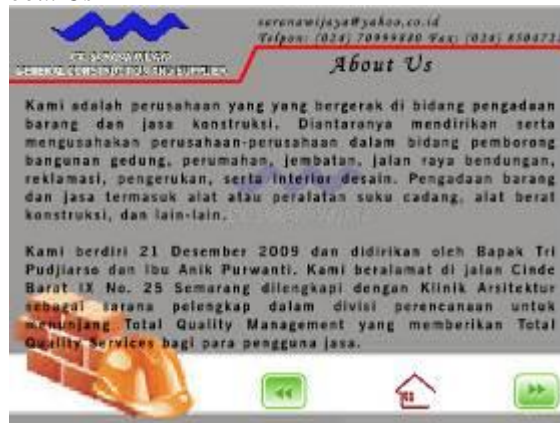 saranawijaya@yahoo.co.id
Telpon: (024) 70999880 Fax: (024)
GENERAL CONSTRUCTION AND SUPPLIER
About Us
Kami adalah perusahaan yang yang bergerak di bidang pengadaan
barang dan jasa konstruksi. Diantaranya mendirikan serta
mengusahakan perusahaan-perusahaan dalam bidang pemborong
bangunan gedung, perumahan, jembatan, jalan raya bendungan,
reklamasi, pengerukan, serta Interior desain. Pengadaan barang
dan jasa termasuk alat atau peralatan suku cadang, alat berat
konstruksi, dan lain-lain.
Kami berdiri 21 Desember 2009 dan didirikan oleh Bapak Tri
Pudjiarso dan Ibu Anik Purwanti. Kami beralamat di jalan Cinde
Barat IX No. 25 Semarang dilengkapi dengan Klinik Arsitektur
sebagai sarana pelengkap dalam divisi perencanaan untuk
menunjang Total Quality Management yang memberikan Total
Quality Services bagi para pengguna jasa.